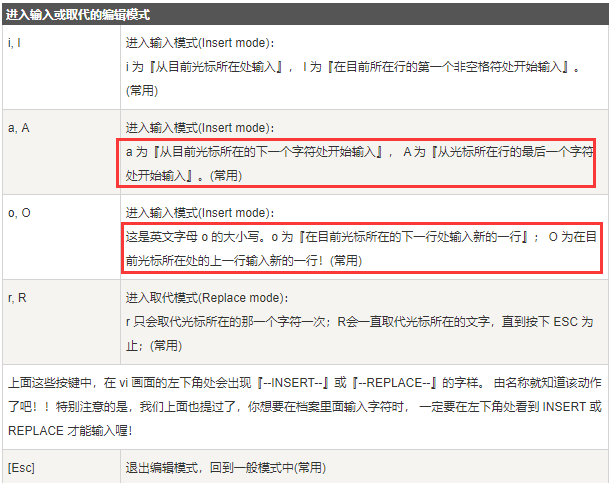 进入输入或取代的编辑模式
i, I
进入输入模式(Insert mode)：
i 为『从目前光标所在处输入』， I 为『在目前所在行的第一个非空格符处开始输入』。
(常用)
a, A
进入输入模式(Insert mode)：
a 为『从目前光标所在的下一个字符处开始输入』， A 为『从光标所在行的最后一个字符
处开始输入』。(常用)
o, O
进入输入模式(Insert mode)：
这是英文字母 o 的大小写。o 为『在目前光标所在的下一行处输入新的一行』； O 为在目
前光标所在处的上一行输入新的一行！(常用)
r, R
进入取代模式(Replace mode)：
r 只会取代光标所在的那一个字符一次；R会一直取代光标所在的文字，直到按下 ESC 为
止；(常用)
上面这些按键中，在 vi 画面的左下角处会出现『--INSERT--』或『--REPLACE--』的字样。 由名称就知道该动作
了吧！！特别注意的是，我们上面也提过了，你想要在档案里面输入字符时， 一定要在左下角处看到 INSERT 或
REPLACE 才能输入喔！
[Esc]
退出编辑模式，回到一般模式中(常用)